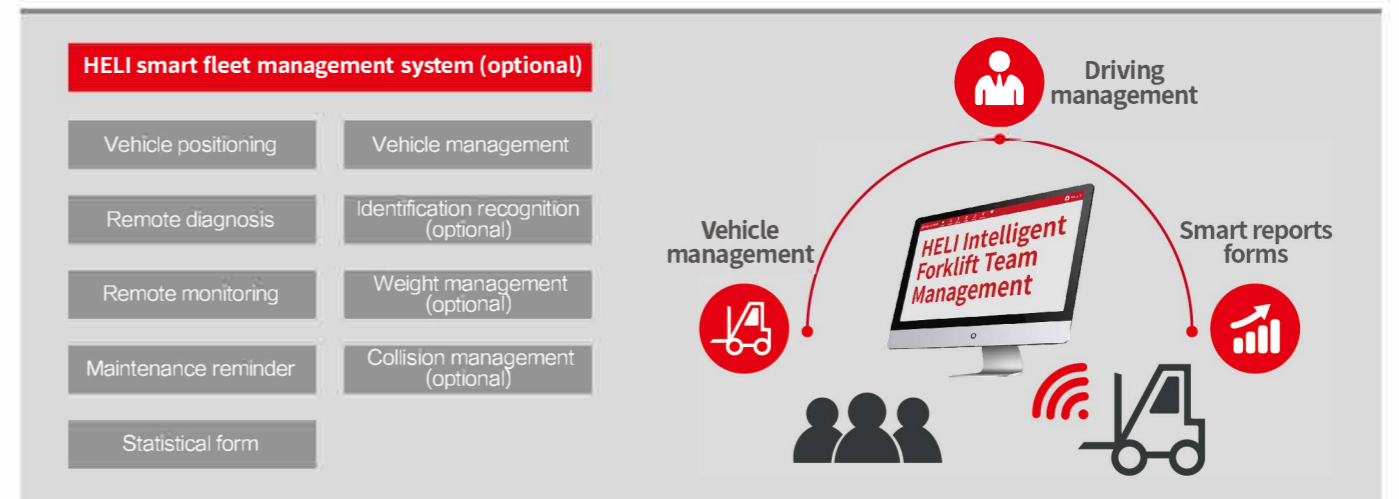 HELI smart fleet management system (optional)
Vehicle positioning
Vehicle management
Remote diagnosis
Identification recognition
(optional)
Remote monitoring
Weight management
(optional)
Maintenance reminder
Collision management
(optional)
Statistical form
Driving
management
Vehicle
management
HELI Intelligent
Forklift Team
Management
Smart reports
forms